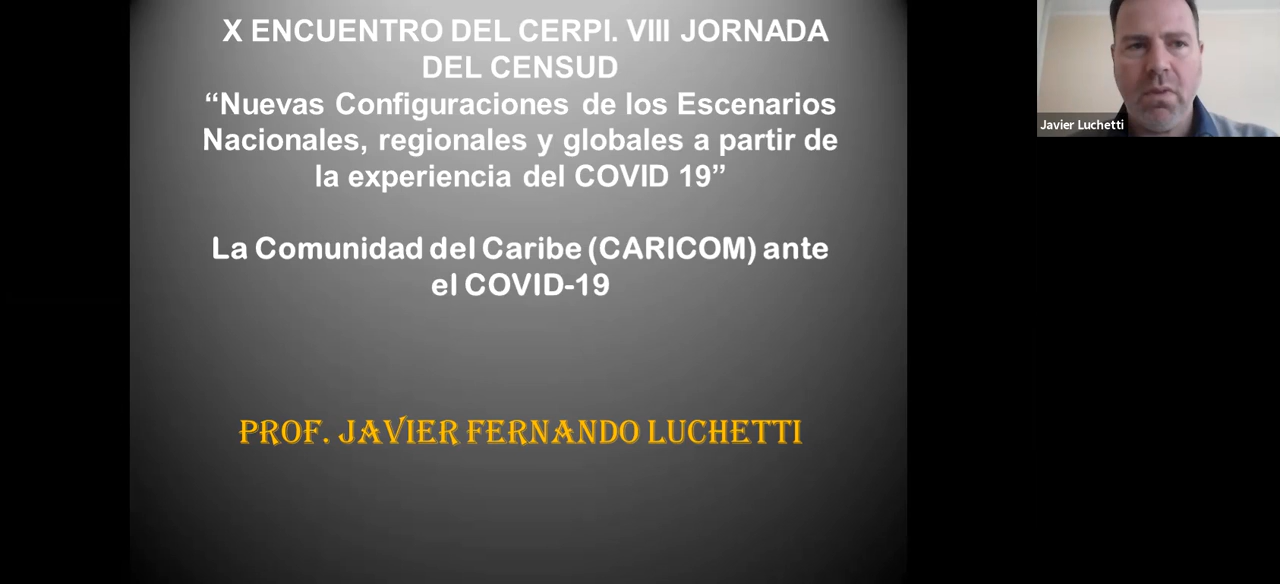 X ENCUENTRO DEL CERPI. VIII JORNADA
DEL CENSUD
“Nuevas Configuraciones de los Escenarios
Nacionales, regionales y globales a partir de
la experiencia del COVID 19”
La Comunidad del Caribe (CARICOM) ante
el COVID-19
PROF. JAVIER FERNANDO LUCHETTI
Javier Luchetti